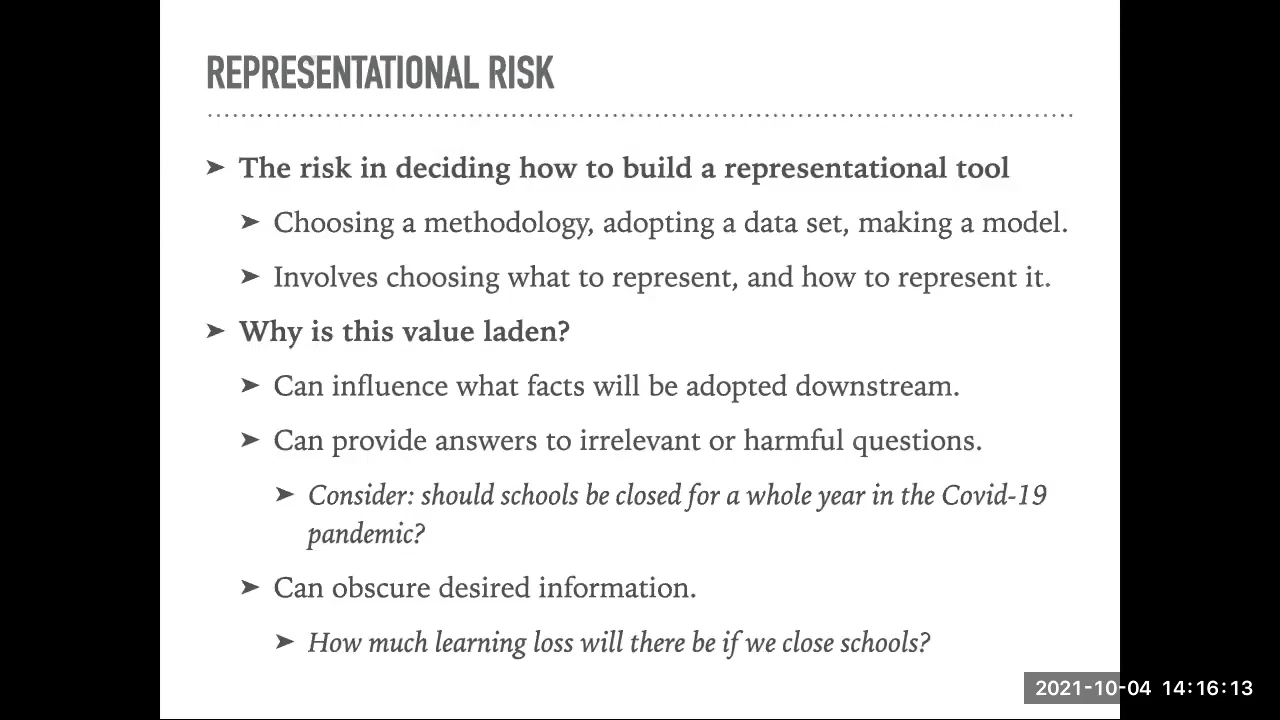 REPRESENTATIONAL RISK
➤ The risk in deciding how to build a representational tool
➤ Choosing a methodology, adopting a data set, making a model.
➤ Involves choosing what to represent, and how to represent it.
➤ Why is this value laden?
➤ Can influence what facts will be adopted downstream.
➤ Can provide answers to irrelevant or harmful questions.
➤ Consider: should schools be closed for a whole year in the Covid-19
pandemic?
➤ Can obscure desired information.
➤ How much learning loss will there be if we close schools?
2021-10-04 14:16:13